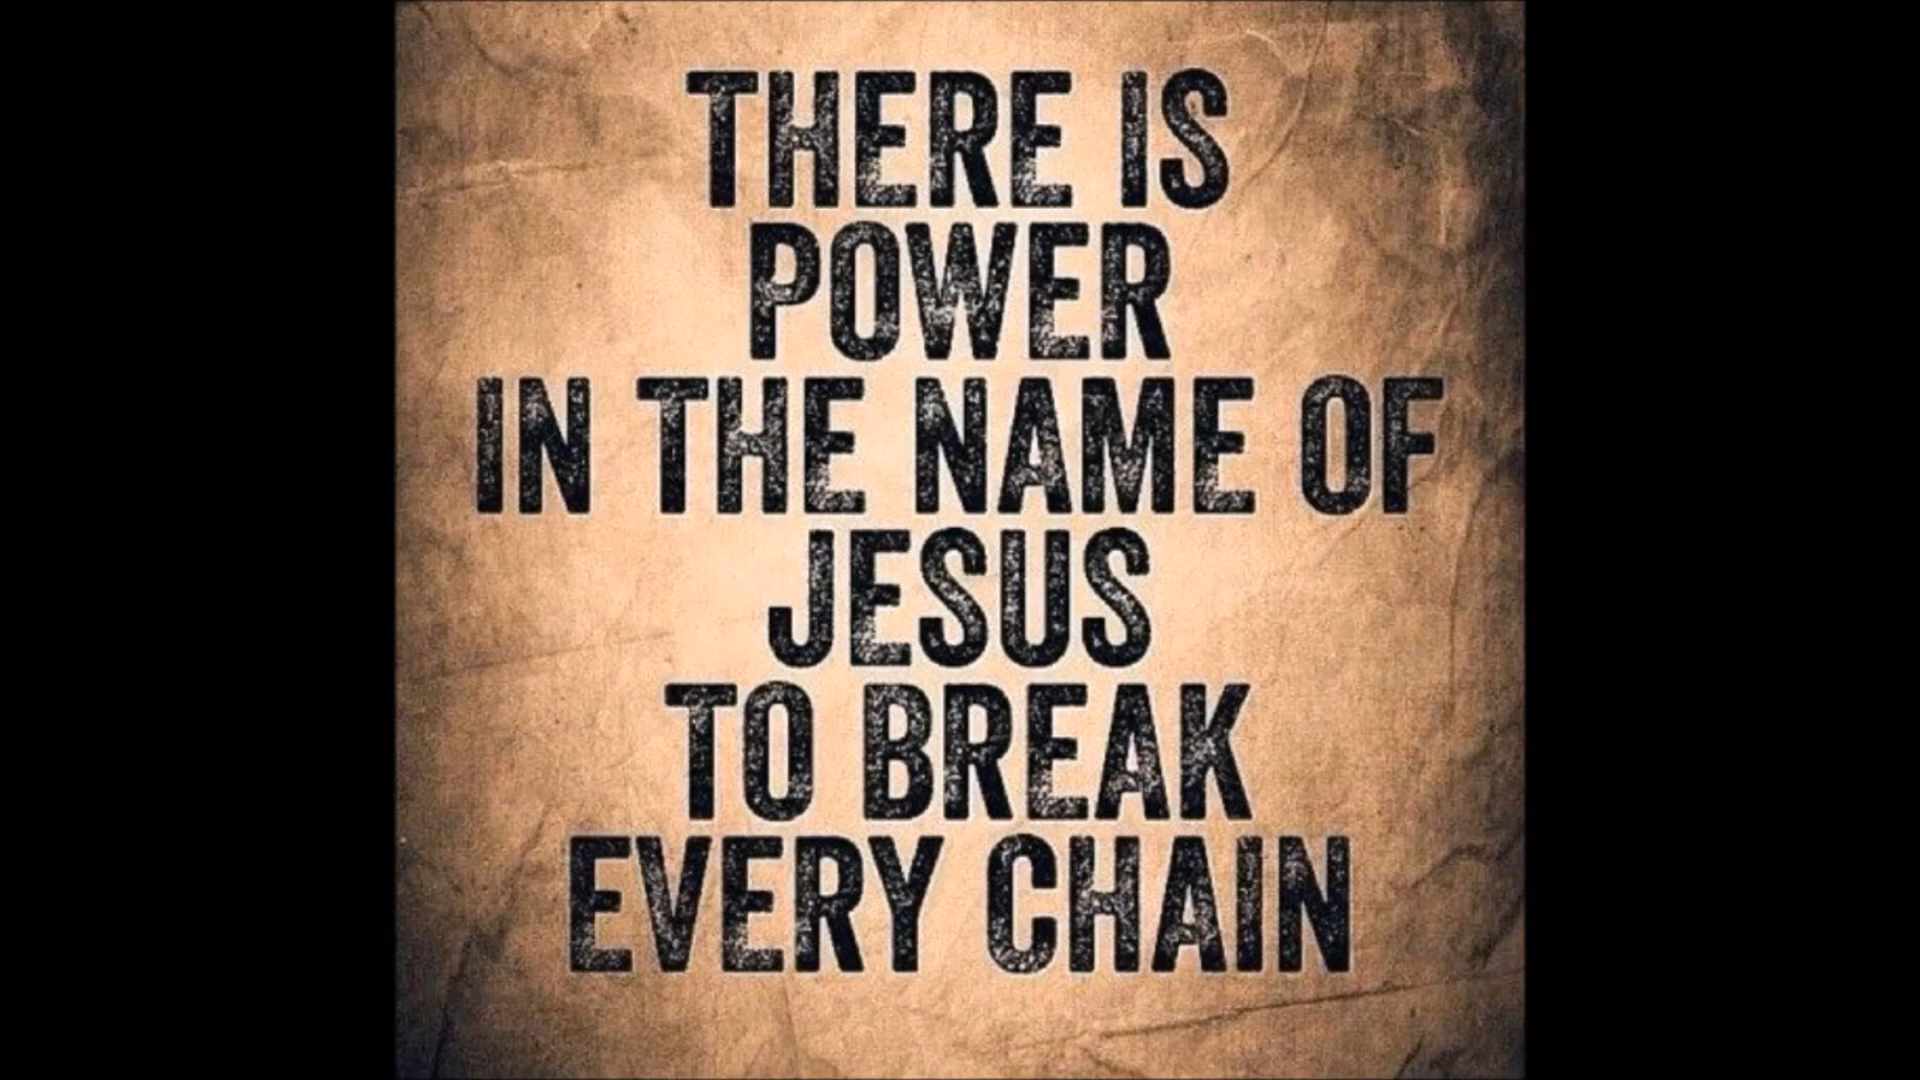 THERE IS
POWER
IN THE NAME OF
JESUS
TO BREAK
EVERY CHAIN